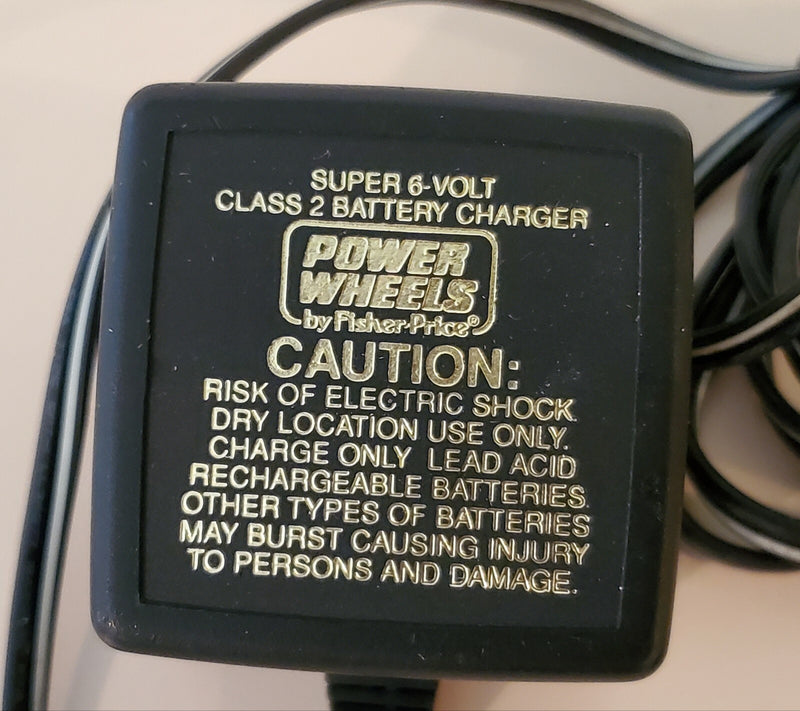 SUPER 6-VOLT
CLASS 2 BATTERY CHARGER
POWER
WHEELS
by Fisher-Price®
CAUTION:
RISK OF ELECTRIC SHOCK.
DRY LOCATION USE ONLY.
CHARGE ONLY LEAD ACID
RECHARGEABLE BATTERIES.
OTHER TYPES OF BATTERIES
MAY BURST CAUSING INJURY
TO PERSONS AND DAMAGE.